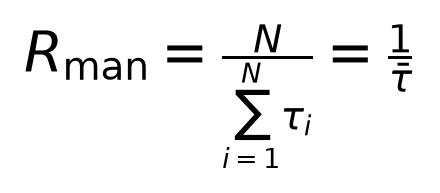 R_man = N / ∑_{i=1}^{N} τ_i = 1 / τ̄